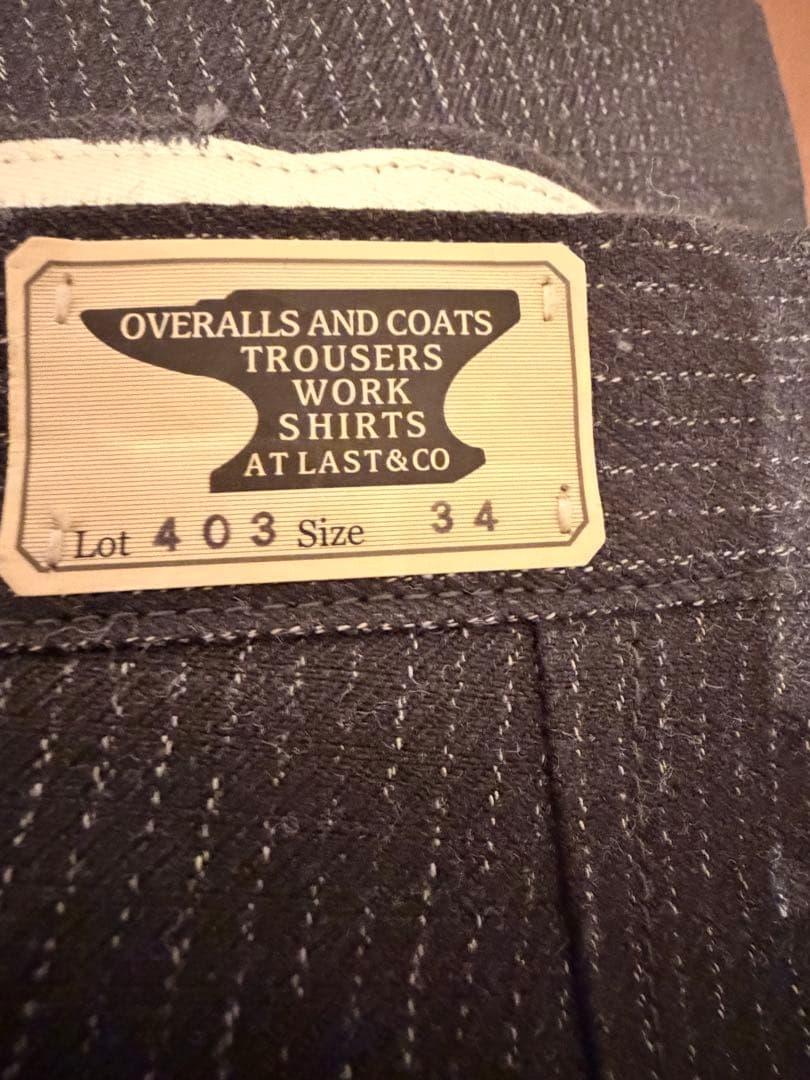 OVERALLS AND COATS
TROUSERS
WORK
SHIRTS
AT LAST&CO
Lot 403 Size 34